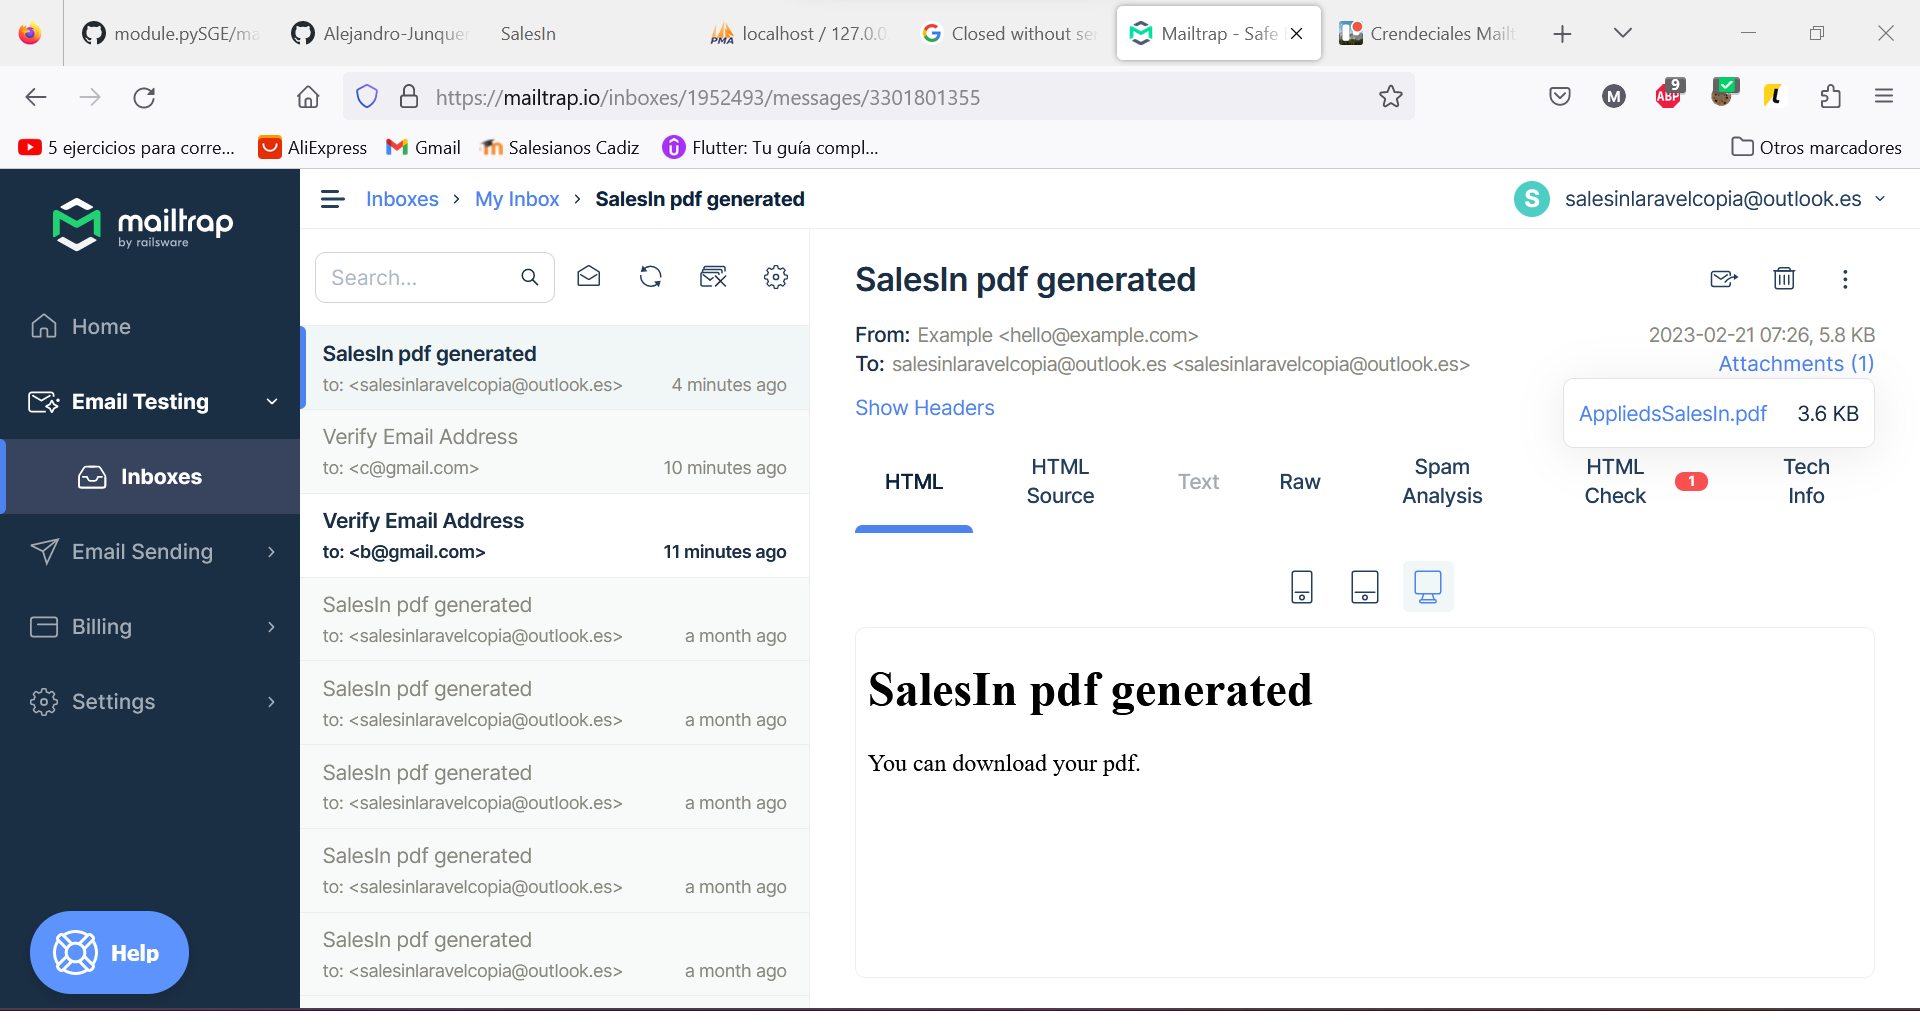 module.pySGE/ma
Alejandro-Junquer
SalesIn
localhost / 127.0.0
Closed without se
Mailtrap - Safe
Crendeciales Mailt
https://mailtrap.io/inboxes/1952493/messages/3301801355
M
ABP
9
5 ejercicios para corre...
AliExpress
Gmail
Salesianos Cadiz
Flutter: Tu guía compl...
Otros marcadores
mailtrap
by railsware
Home
Email Testing
Inboxes
Email Sending
Billing
Settings
Help
Inboxes › My Inbox › SalesIn pdf generated
S
salesinlaravelcopia@outlook.es
Search...
SalesIn pdf generated
to: <salesinlaravelcopia@outlook.es> 4 minutes ago
Verify Email Address
to: <c@gmail.com> 10 minutes ago
Verify Email Address
to: <b@gmail.com> 11 minutes ago
SalesIn pdf generated
to: <salesinlaravelcopia@outlook.es> a month ago
SalesIn pdf generated
to: <salesinlaravelcopia@outlook.es> a month ago
SalesIn pdf generated
to: <salesinlaravelcopia@outlook.es> a month ago
SalesIn pdf generated
to: <salesinlaravelcopia@outlook.es> a month ago
SalesIn pdf generated
to: <salesinlaravelcopia@outlook.es> a month ago
SalesIn pdf generated
From: Example <hello@example.com>
2023-02-21 07:26, 5.8 KB
To: salesinlaravelcopia@outlook.es <salesinlaravelcopia@outlook.es>
Attachments (1)
Show Headers
AppliedsSalesIn.pdf 3.6 KB
HTML
HTML
Source
Text
Raw
Spam
Analysis
HTML
Check
1
Tech
Info
SalesIn pdf generated
You can download your pdf.